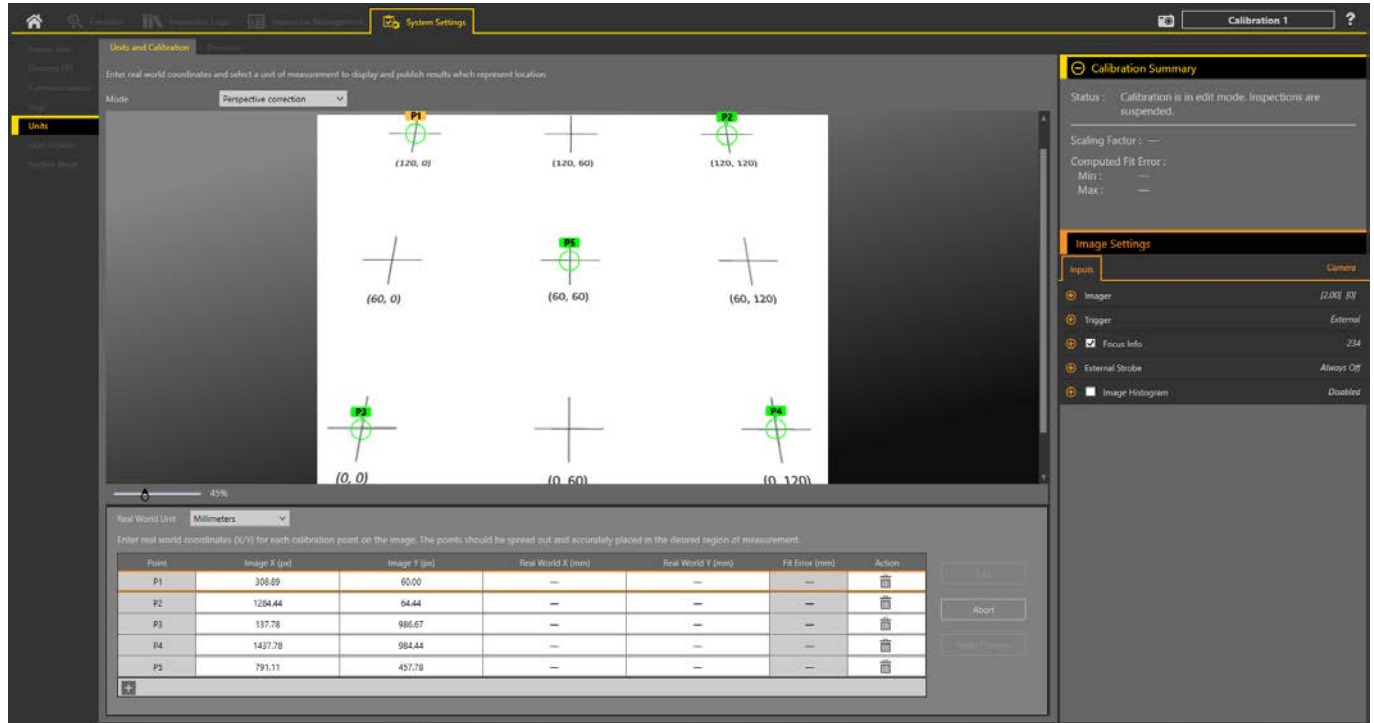 System Settings
Calibration 1
?
Units
Units and Calibration
Enter real world coordinates and select a unit of measurement to display and publish results which represent location.
Mode Perspective correction
P1
P2
(120, 0)
(120, 60)
(120, 120)
P5
(60, 0)
(60, 60)
(60, 120)
P3
P4
(0, 0)
(0, 60)
(0, 120)
45%
Real World Unit Millimeters
Enter real world coordinates (X/Y) for each calibration point on the image. The points should be spread out and accurately placed in the desired region of measurement.
Point Image X (px) Image Y (px) Real World X (mm) Real World Y (mm) Fit Error (mm) Action
P1 308.89 60.00 — — —
P2 1264.44 64.44 — — —
P3 137.78 986.67 — — —
P4 1437.78 984.44 — — —
P5 791.11 457.78 — — —
+
Edit
Abort
Calibration Summary
Status : Calibration is in edit mode. Inspections are
suspended.
Scaling Factor : —
Computed Fit Error :
Min : —
Max : —
Image Settings
Inputs Camera
Imager [2.00] [0]
Trigger External
Focus Info 234
External Strobe Always Off
Image Histogram Disabled